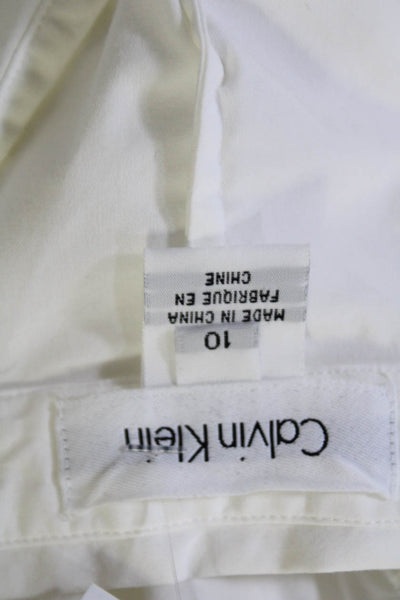 Calvin Klein
10
MADE IN CHINA
FABRIQUE EN
CHINE